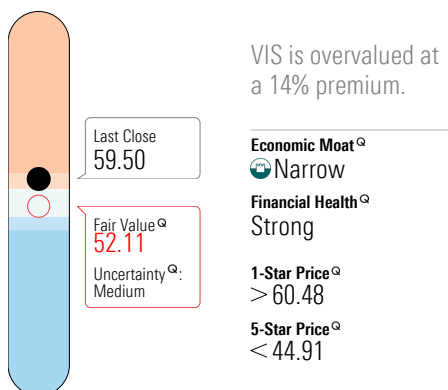 VIS is overvalued at
a 14% premium.
Last Close
59.50
Fair Value Q
52.11
Uncertainty Q:
Medium
Economic Moat Q
Narrow
Financial Health Q
Strong
1-Star Price Q
>60.48
5-Star Price Q
<44.91